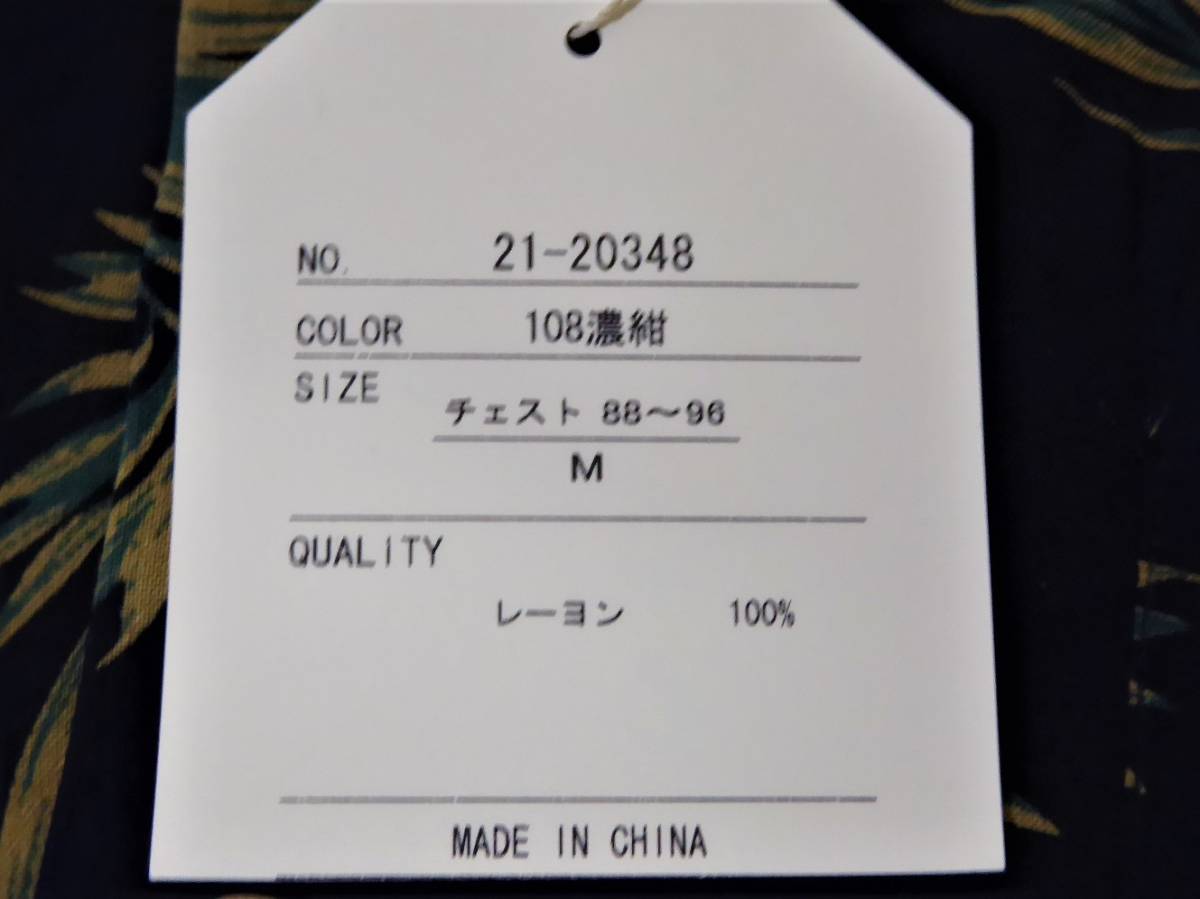 NO. 21-20348
COLOR 108濃紺
SIZE
チェスト 88～96
M
QUALITY
レーヨン 100%
MADE IN CHINA